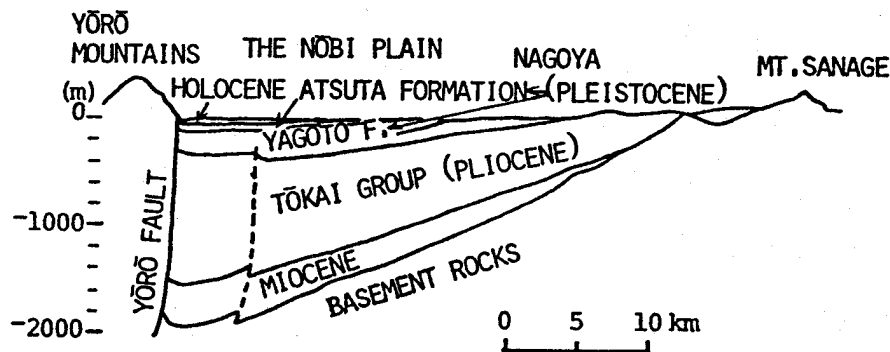 YŌRŌ
MOUNTAINS
THE NŌBI PLAIN
NAGOYA
MT. SANAGE
(m)
HOLOCENE ATSUTA FORMATION (PLEISTOCENE)
0
YAGOTO F.
TŌKAI GROUP (PLIOCENE)
-1000
YŌRŌ FAULT
MIOCENE
BASEMENT ROCKS
-2000
0 5 10 km